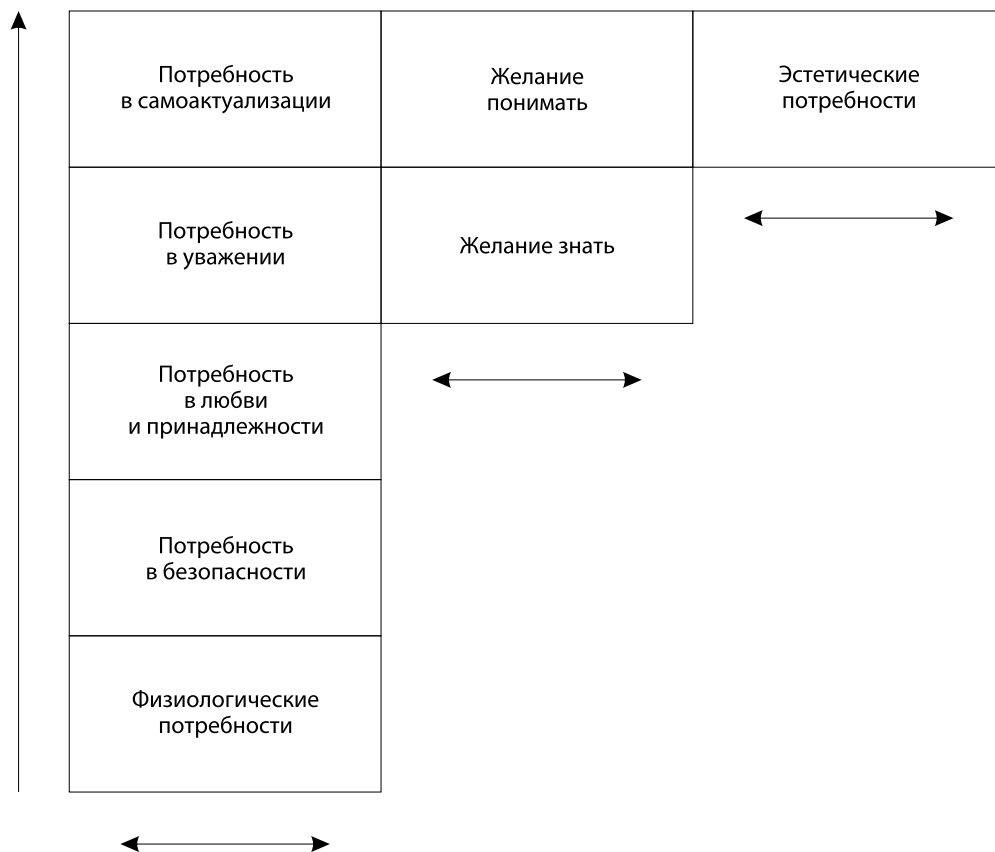 Потребность
в самоактуализации
Желание
понимать
Эстетические
потребности
Потребность
в уважении
Желание знать
Потребность
в любви
и принадлежности
Потребность
в безопасности
Физиологические
потребности